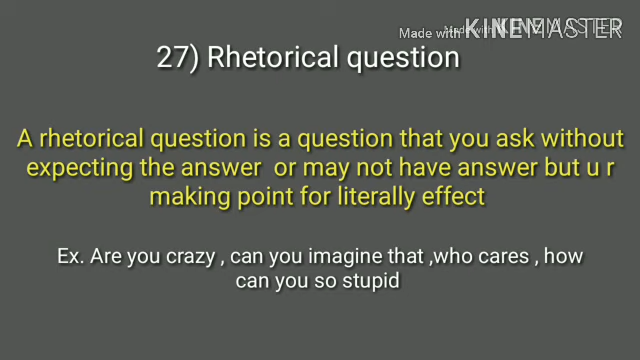 Made with KINEMASTER
27) Rhetorical question
A rhetorical question is a question that you ask without
expecting the answer or may not have answer but u r
making point for literally effect
Ex. Are you crazy , can you imagine that ,who cares , how
can you so stupid